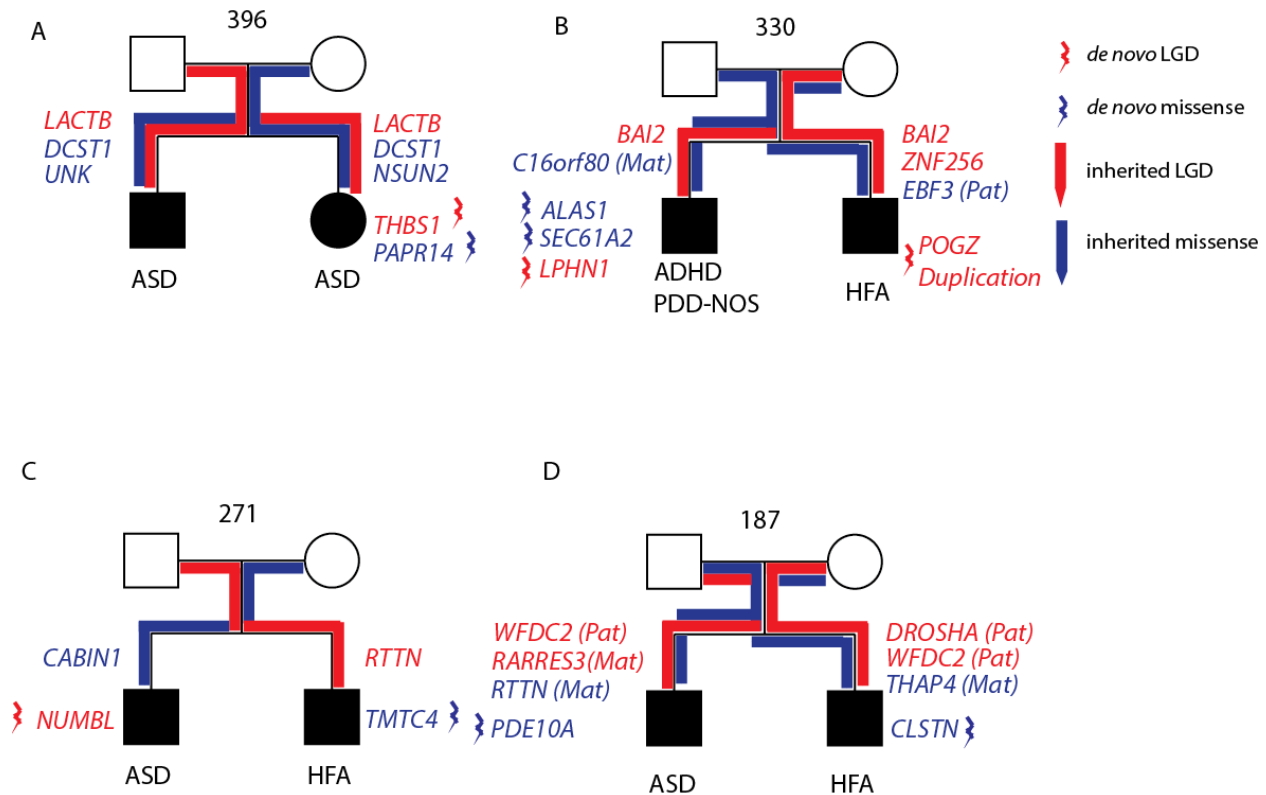 A
396
LACTB
DCST1
UNK
LACTB
DCST1
NSUN2
THBS1
PAPR14
ASD
ASD
B
330
BAI2
C16orf80 (Mat)
ALAS1
SEC61A2
LPHN1
BAI2
ZNF256
EBF3 (Pat)
POGZ
Duplication
ADHD
PDD-NOS
HFA
de novo LGD
de novo missense
inherited LGD
inherited missense
C
271
CABIN1
NUMBL
RTTN
TMTC4
ASD
HFA
D
187
WFDC2 (Pat)
RARRES3(Mat)
RTTN (Mat)
PDE10A
DROSHA (Pat)
WFDC2 (Pat)
THAP4 (Mat)
CLSTN
ASD
HFA